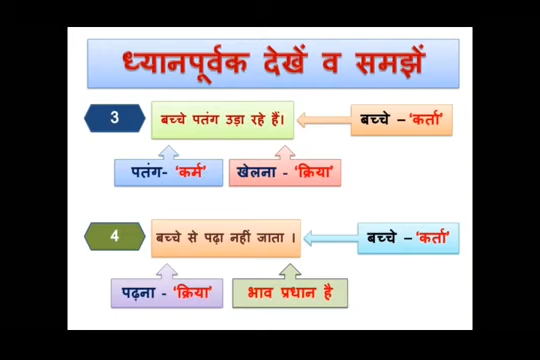 ध्यानपूर्वक देखें व समझें
3 बच्चे पतंग उड़ा रहे हैं। बच्चे – ‘कर्ता’
पतंग- ‘कर्म’ खेलना - ‘क्रिया’
4 बच्चे से पढ़ा नहीं जाता । बच्चे – ‘कर्ता’
पढ़ना - ‘क्रिया’ भाव प्रधान है